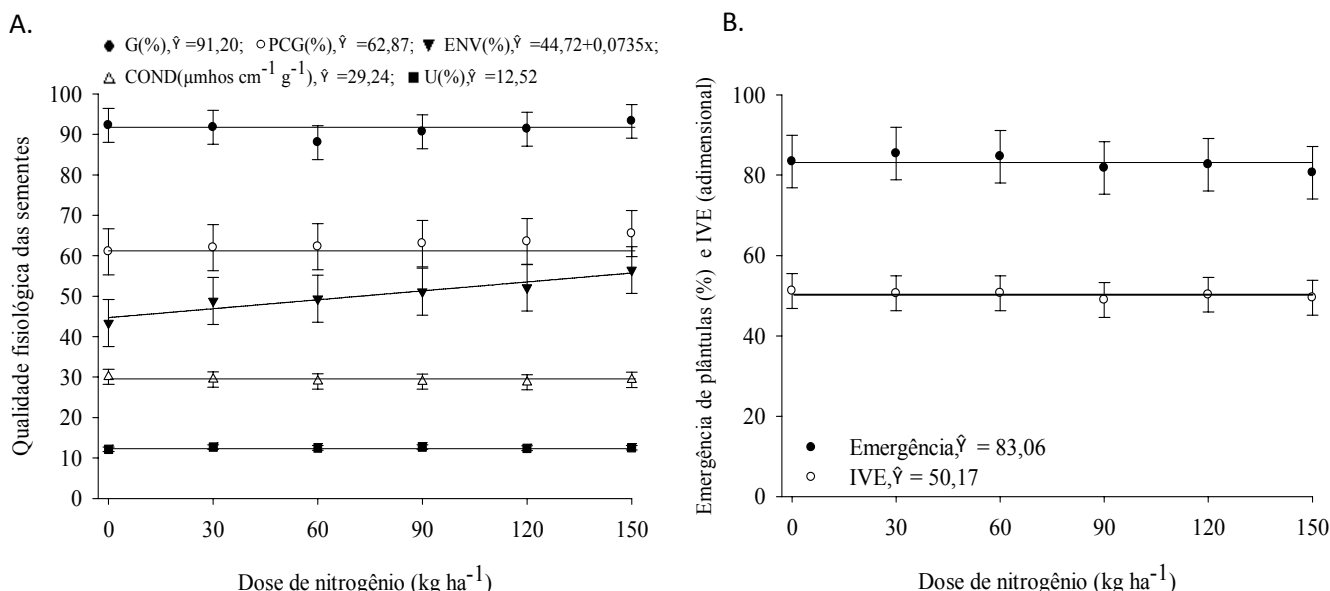 A.
● G(%),Ŷ =91,20; ○ PCG(%),Ŷ =62,87; ▼ ENV(%),Ŷ =44,72+0,0735x;
△ COND(μmhos cm⁻¹ g⁻¹),Ŷ =29,24; ■ U(%),Ŷ =12,52
Qualidade fisiológica das sementes
100
90
80
70
60
50
40
30
20
10
0
0 30 60 90 120 150
Dose de nitrogênio (kg ha⁻¹)
B.
Emergência de plântulas (%) e IVE (adimensional)
100
80
60
40
20
0
● Emergência,Ŷ = 83,06
○ IVE,Ŷ = 50,17
0 30 60 90 120 150
Dose de nitrogênio (kg ha⁻¹)